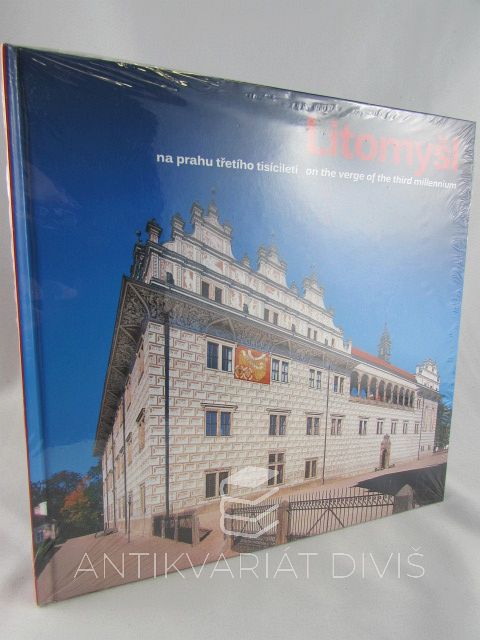 Litomyšl
na prahu třetího tisíciletí on the verge of the third millennium
ANTIKVARIÁT DIVIŠ